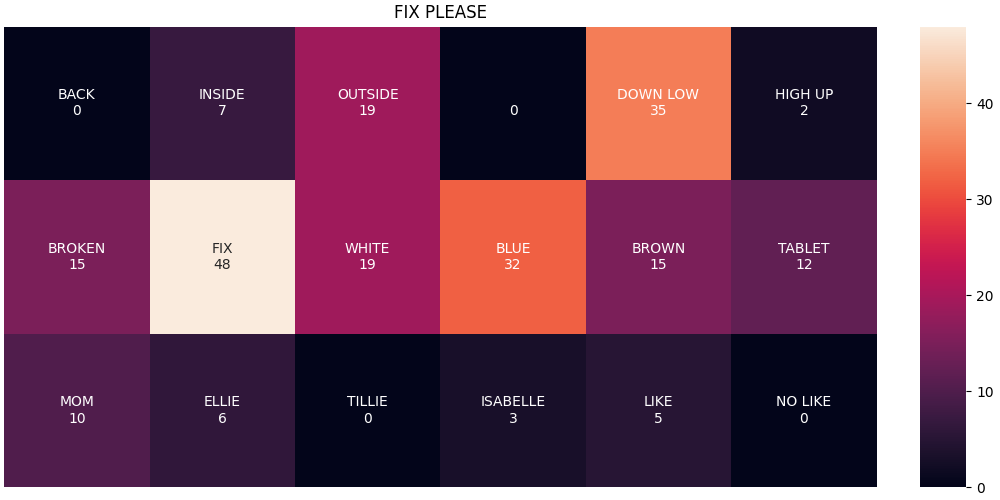 FIX PLEASE
BACK
0
INSIDE
7
OUTSIDE
19
0
DOWN LOW
35
HIGH UP
2
BROKEN
15
FIX
48
WHITE
19
BLUE
32
BROWN
15
TABLET
12
MOM
10
ELLIE
6
TILLIE
0
ISABELLE
3
LIKE
5
NO LIKE
0
40
30
20
10
0